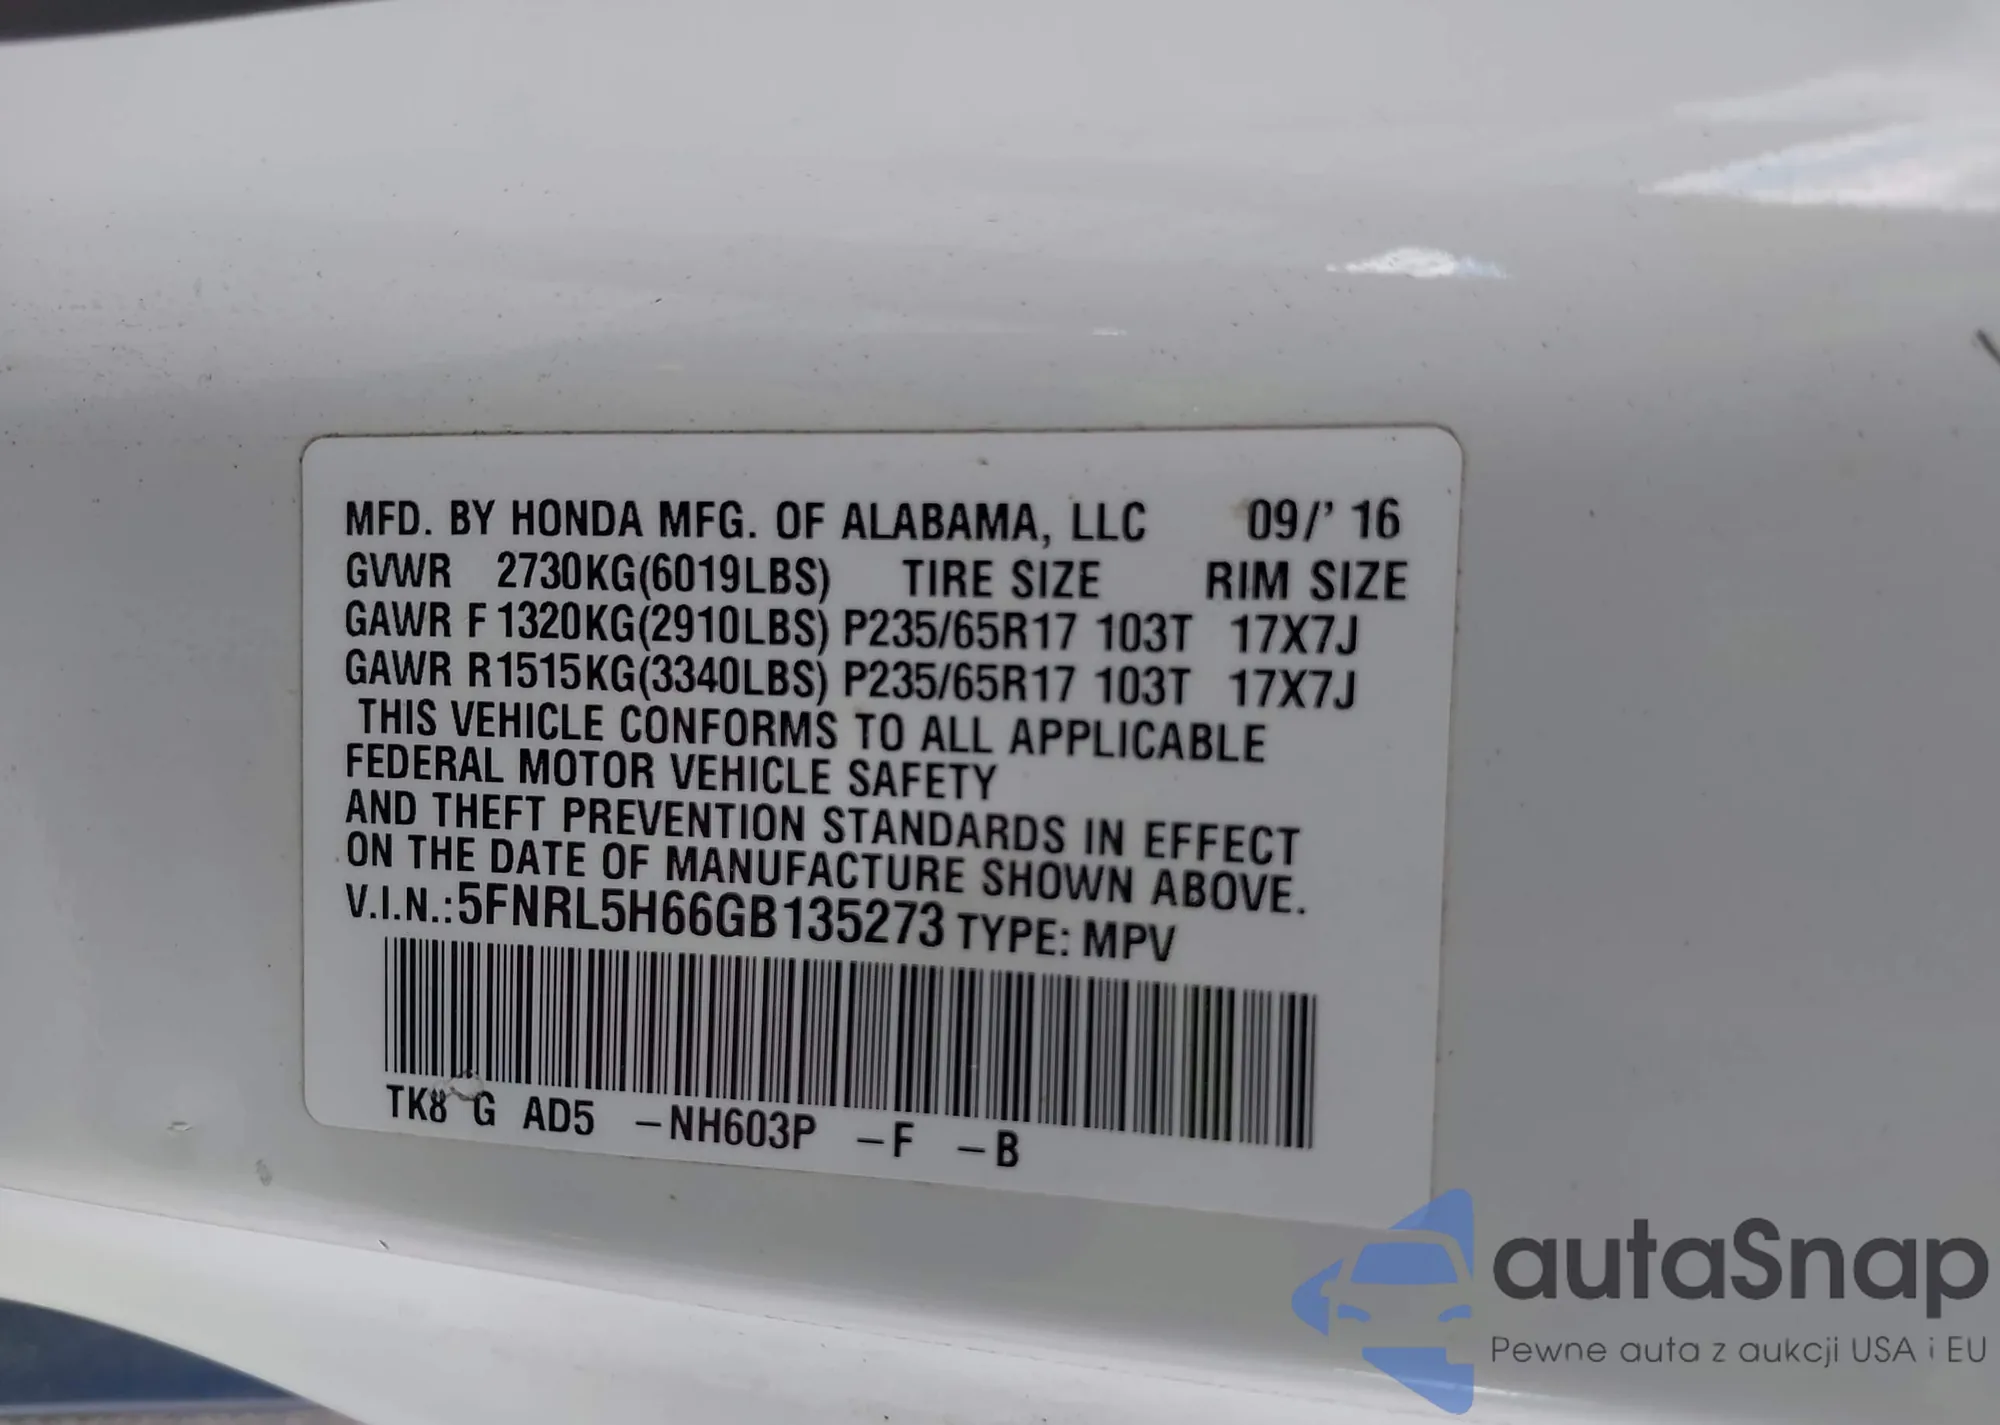 MFD. BY HONDA MFG. OF ALABAMA, LLC 09/' 16
GVWR 2730KG(6019LBS) TIRE SIZE RIM SIZE
GAWR F 1320KG(2910LBS) P235/65R17 103T 17X7J
GAWR R1515KG(3340LBS) P235/65R17 103T 17X7J
THIS VEHICLE CONFORMS TO ALL APPLICABLE
FEDERAL MOTOR VEHICLE SAFETY
AND THEFT PREVENTION STANDARDS IN EFFECT
ON THE DATE OF MANUFACTURE SHOWN ABOVE.
V.I.N.:5FNRL5H66GB135273 TYPE: MPV
TK8 G AD5 -NH603P -F -B
autaSnap
Pewne auta z aukcji USA i EU